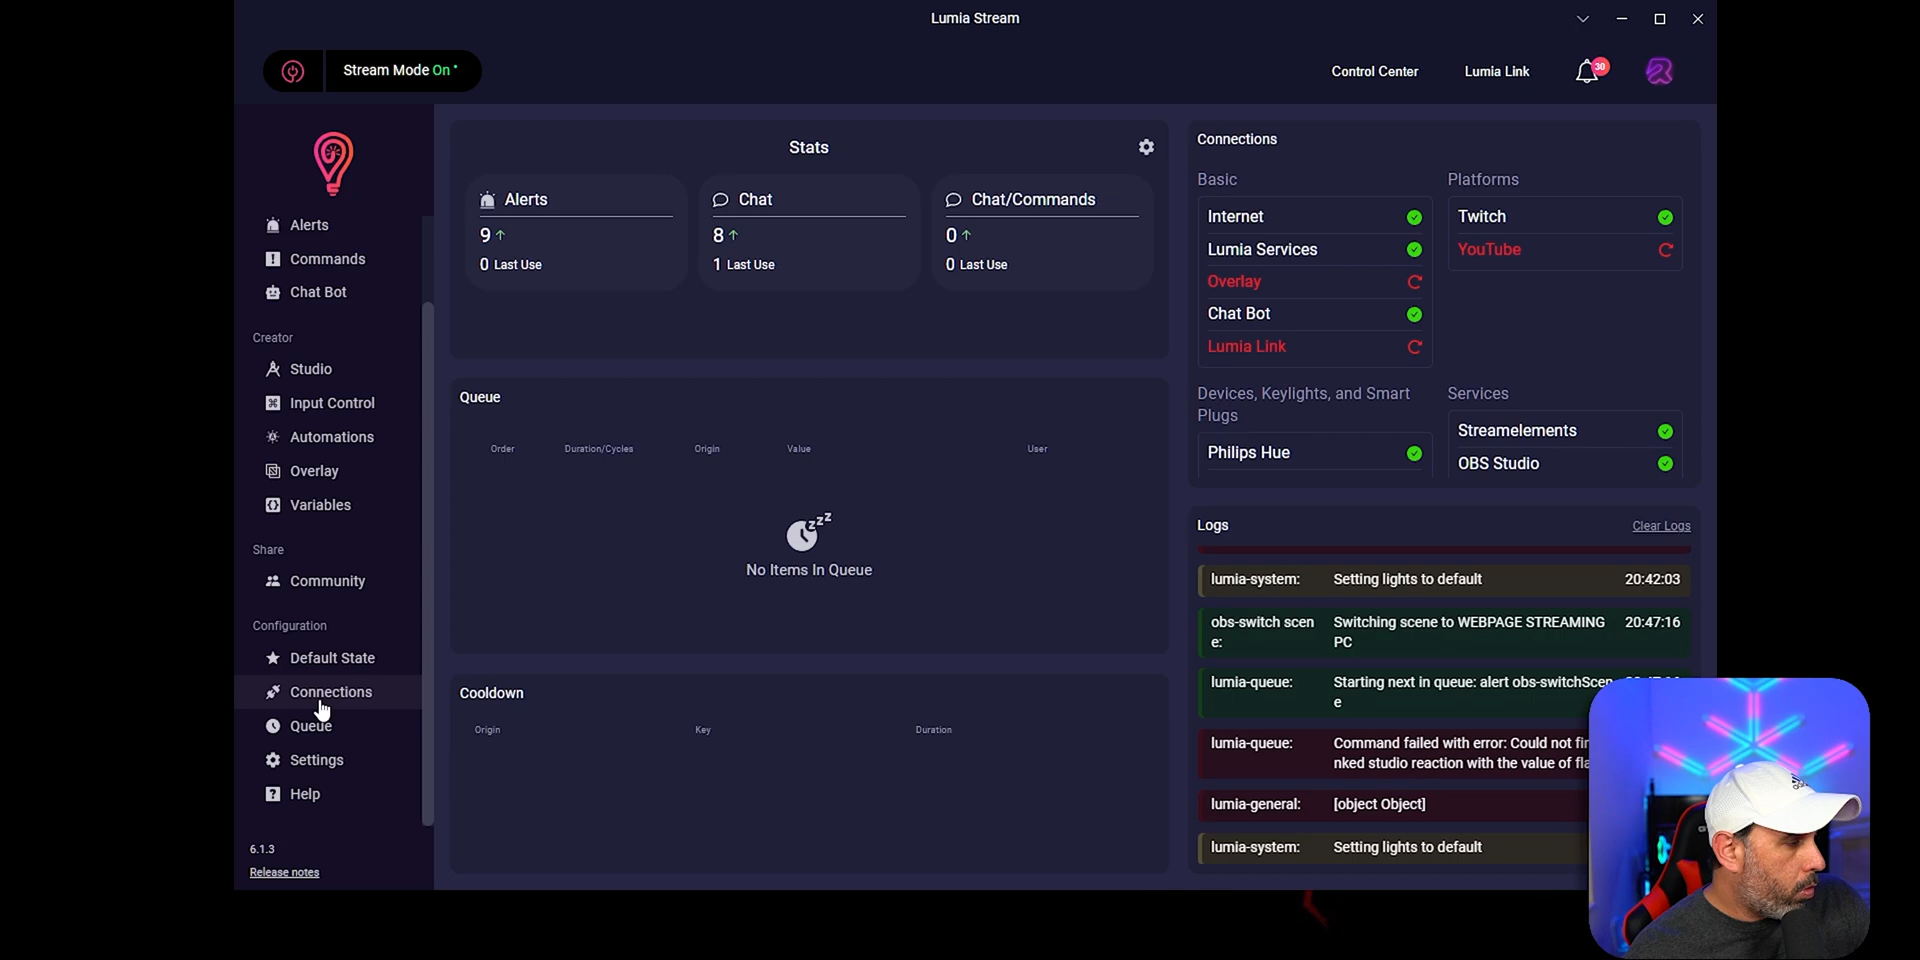 Lumia Stream
Stream Mode On
Control Center
Lumia Link
30
Alerts
Commands
Chat Bot
Creator
Studio
Input Control
Automations
Overlay
Variables
Share
Community
Configuration
Default State
Connections
Queue
Settings
Help
6.1.3
Release notes
Stats
Alerts
9
0 Last Use
Chat
8
1 Last Use
Chat/Commands
0
0 Last Use
Queue
Order Duration/Cycles Origin Value User
zzz
No Items In Queue
Cooldown
Origin Key Duration
Connections
Basic
Internet
Lumia Services
Overlay
Chat Bot
Lumia Link
Platforms
Twitch
YouTube
Devices, Keylights, and Smart
Plugs
Philips Hue
Services
Streamelements
OBS Studio
Logs
Clear Logs
lumia-system: Setting lights to default 20:42:03
obs-switch scen Switching scene to WEBPAGE STREAMING 20:47:16
e: PC
lumia-queue: Starting next in queue: alert obs-switchScen
e
lumia-queue: Command failed with error: Could not fin
nked studio reaction with the value of fla
lumia-general: [object Object]
lumia-system: Setting lights to default